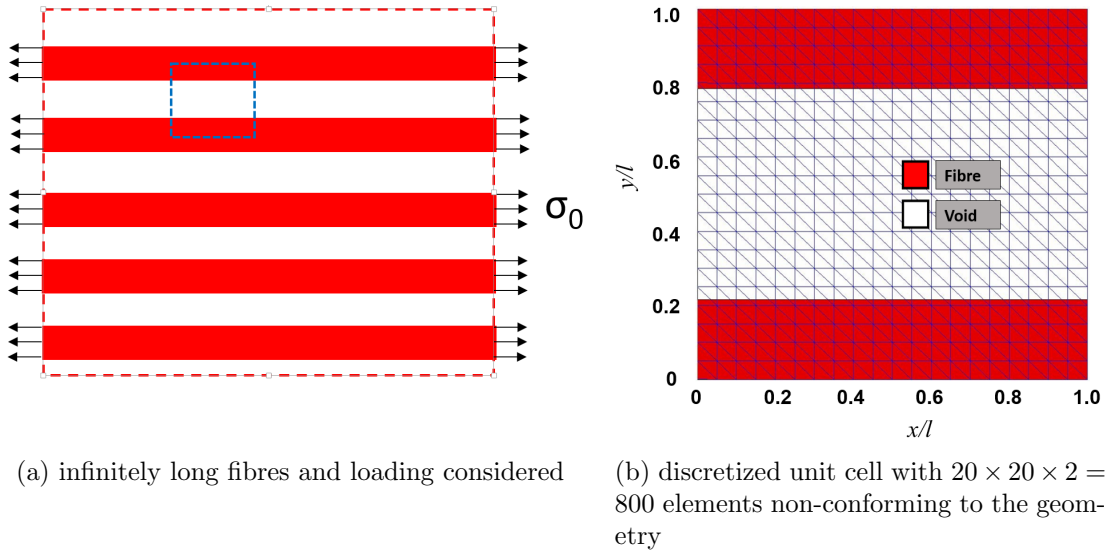 σ0
1.0
0.8
0.6
0.4
0.2
0
y/l
Fibre
Void
0
0.2
0.4
0.6
0.8
1.0
x/l
(a) infinitely long fibres and loading considered
(b) discretized unit cell with 20 × 20 × 2 =
800 elements non-conforming to the geom-
etry